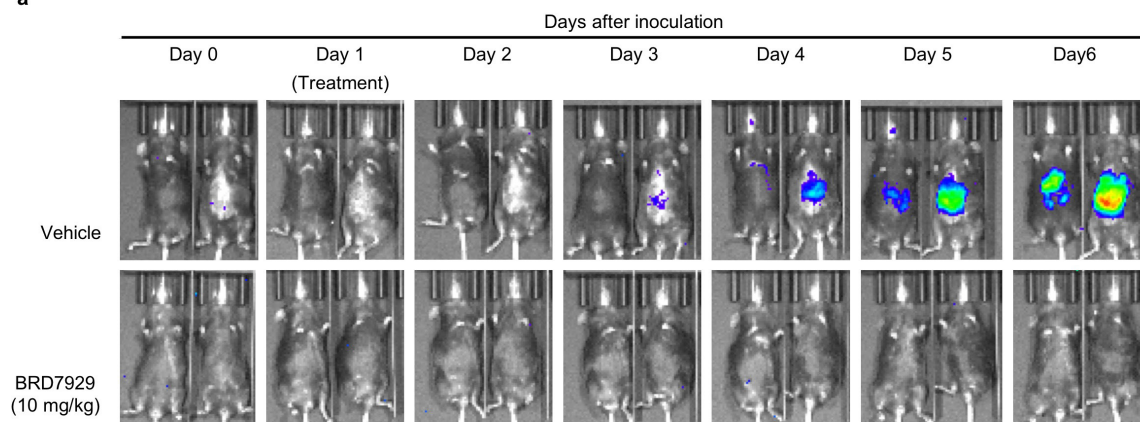 a
Days after inoculation
Day 0 Day 1 Day 2 Day 3 Day 4 Day 5 Day6
(Treatment)
Vehicle
BRD7929
(10 mg/kg)